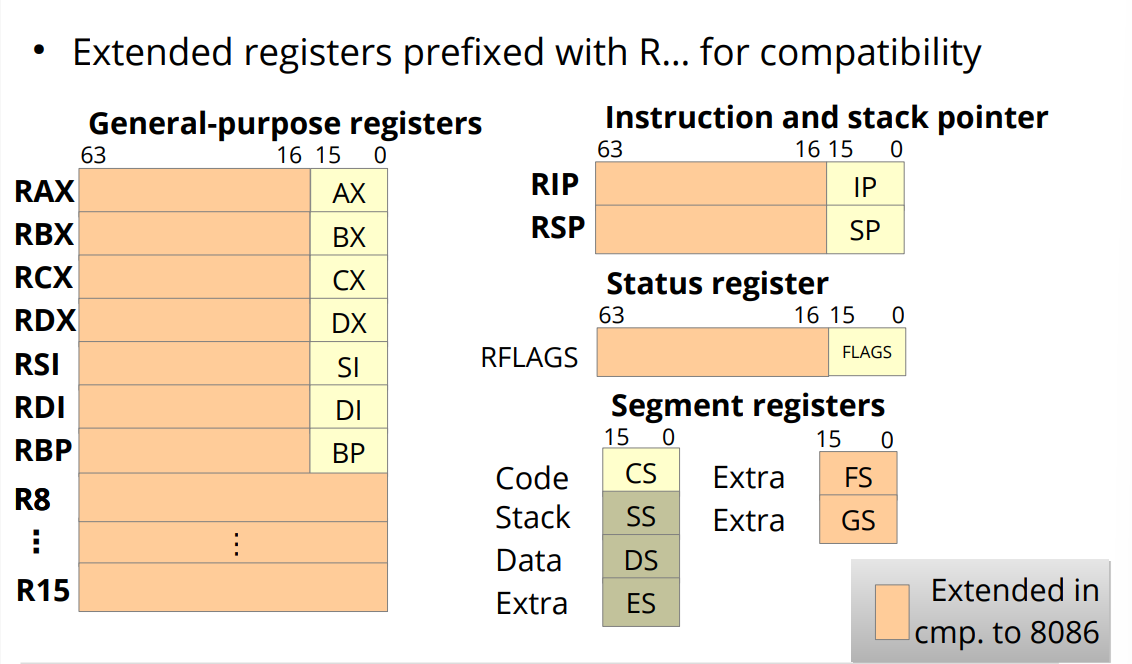 • Extended registers prefixed with R... for compatibility
General-purpose registers
63 16 15 0
RAX AX
RBX BX
RCX CX
RDX DX
RSI SI
RDI DI
RBP BP
R8
⋮ ⋮
R15
Instruction and stack pointer
63 16 15 0
RIP IP
RSP SP
Status register
63 16 15 0
RFLAGS FLAGS
Segment registers
15 0 15 0
Code CS Extra FS
Stack SS Extra GS
Data DS
Extra ES
Extended in
cmp. to 8086